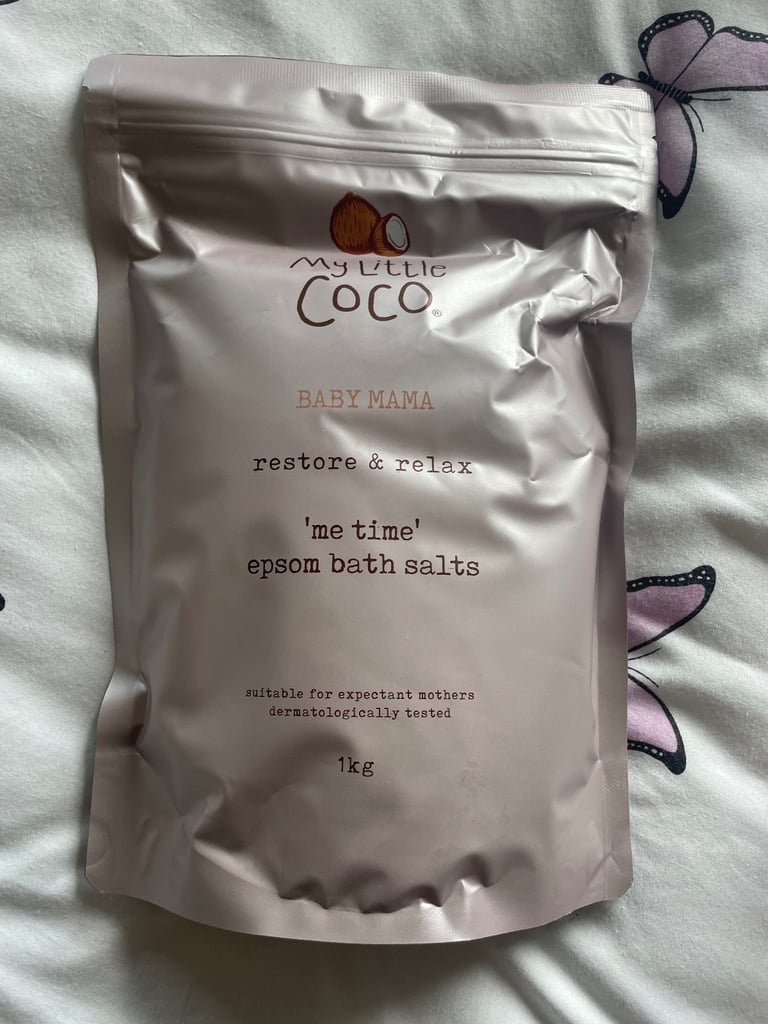 My Little
COCO®
BABY MAMA
restore & relax
'me time'
epsom bath salts
suitable for expectant mothers
dermatologically tested
1kg